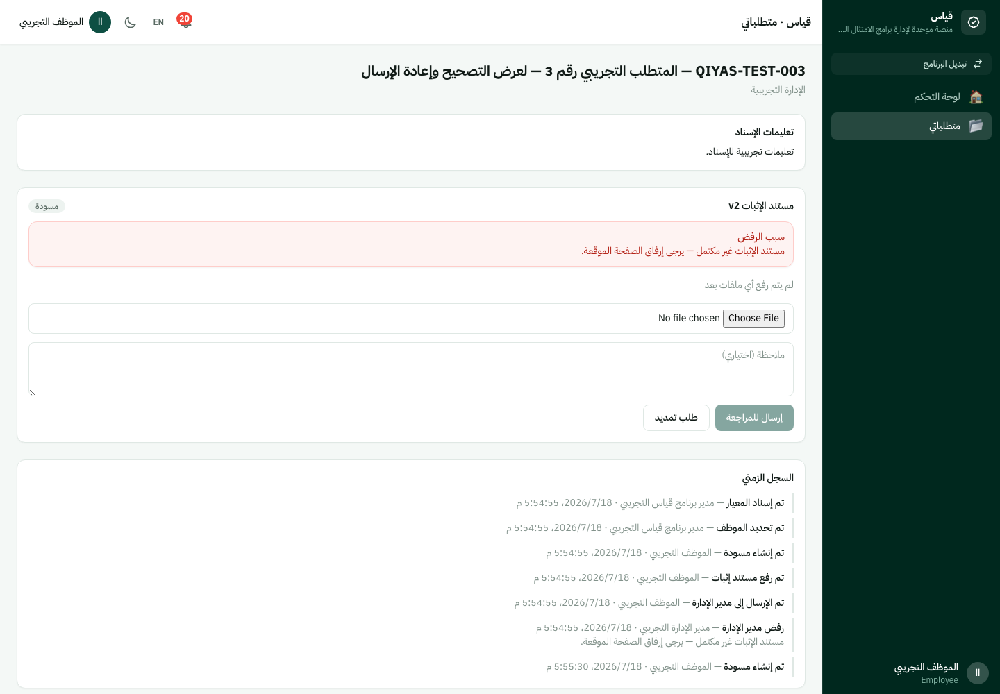 قياس
منصة موحدة لإدارة برامج الامتثال الـ...
تبديل البرنامج
لوحة التحكم
متطلباتي
الموظف التجريبي
Employee
قياس · متطلباتي
20
EN
اا
الموظف التجريبي
QIYAS-TEST-003 — المتطلب التجريبي رقم 3 — لعرض التصحيح وإعادة الإرسال
الإدارة التجريبية
تعليمات الإسناد
تعليمات تجريبية للإسناد.
مستند الإثبات v2
مسودة
سبب الرفض
مستند الإثبات غير مكتمل — يرجى إرفاق الصفحة الموقعة.
لم يتم رفع أي ملفات بعد
Choose File No file chosen
ملاحظة (اختياري)
إرسال للمراجعة
طلب تمديد
السجل الزمني
تم إسناد المعيار — مدير برنامج قياس التجريبي · 2026/7/18، 5:54:55 م
تم تحديد الموظف — مدير برنامج قياس التجريبي · 2026/7/18، 5:54:55 م
تم إنشاء مسودة — الموظف التجريبي · 2026/7/18، 5:54:55 م
تم رفع مستند إثبات — الموظف التجريبي · 2026/7/18، 5:54:55 م
تم الإرسال إلى مدير الإدارة — الموظف التجريبي · 2026/7/18، 5:54:55 م
رفض مدير الإدارة — مدير الإدارة التجريبي · 2026/7/18، 5:54:55 م
مستند الإثبات غير مكتمل — يرجى إرفاق الصفحة الموقعة.
تم إنشاء مسودة — الموظف التجريبي · 2026/7/18، 5:55:30 م
اا